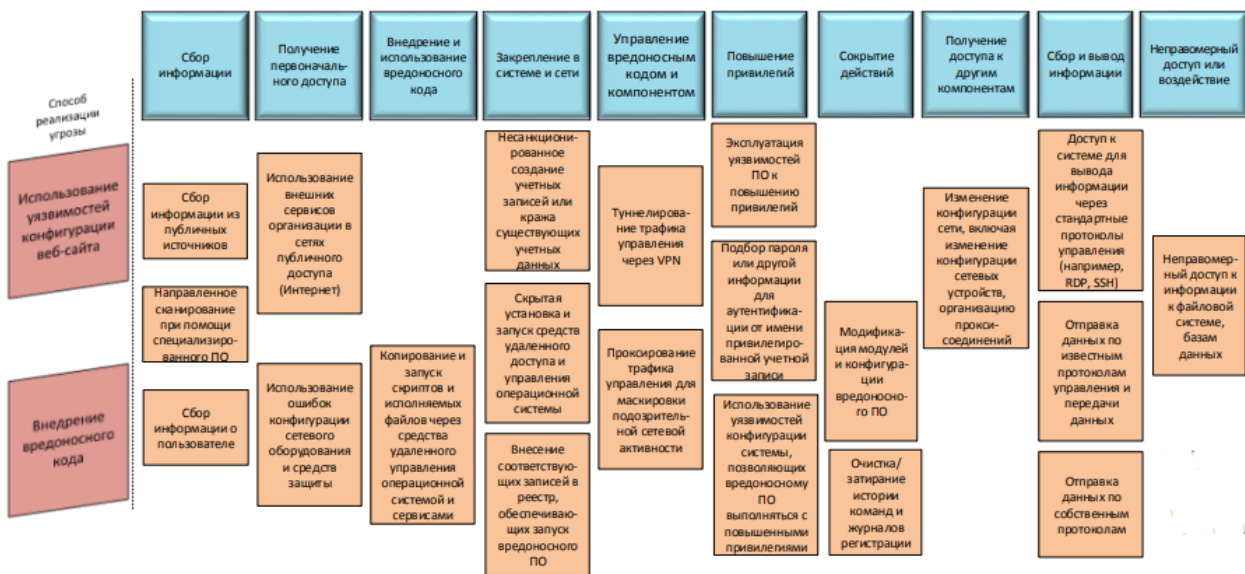 Сбор
информации
Получение
первоначаль-
ного доступа
Внедрение и
использование
вредоносного
кода
Закрепление в
системе и сети
Управление
вредоносным
кодом и
компонентом
Повышение
привилегий
Сокрытие
действий
Получение
доступа к
другим
компонентам
Сбор и вывод
информации
Неправомерный
доступ или
воздействие
Способ
реализации
угрозы
Использование
уязвимостей
конфигурации
веб-сайта
Внедрение
вредоносного
кода
Сбор
информации из
публичных
источников
Направленное
сканирование
при помощи
специализиро-
ванного ПО
Сбор
информации о
пользователе
Использование
внешних
сервисов
организации в
сетях
публичного
доступа
(Интернет)
Использование
ошибок
конфигурации
сетевого
оборудования
и средств
защиты
Копирование и
запуск
скриптов и
исполняемых
файлов через
средства
удаленного
управления
операционной
системой и
сервисами
Несанкциони-
рованное
создание
учетных
записей или
кража
существующих
учетных
данных
Скрытая
установка и
запуск средств
удаленного
доступа и
управления
операционной
системы
Внесение
соответствую-
щих записей в
реестр,
обеспечиваю-
щих запуск
вредоносного
ПО
Туннелирова-
ние трафика
управления
через VPN
Проксирование
трафика
управления для
маскировки
подозритель-
ной сетевой
активности
Эксплуатация
уязвимостей
ПО к
повышению
привилегий
Подбор пароля
или другой
информации
для
аутентифика-
ции от имени
привилегиро-
ванной учетной
записи
Использование
уязвимостей
конфигурации
системы,
позволяющих
вредоносному
ПО
выполняться с
повышенными
привилегиями
Модифика-
ция модулей
и конфигура-
ции
вредоносно-
го ПО
Очистка/
затирание
истории
команд и
журналов
регистрации
Изменение
конфигурации
сети, включая
изменение
конфигурации
сетевых
устройств,
организацию
прокси-
соединений
Доступ к
системе для
вывода
информации
через
стандартные
протоколы
управления
(например,
RDP, SSH)
Отправка
данных по
известным
протоколам
управления и
передачи
данных
Отправка
данных по
собственным
протоколам
Неправомер-
ный доступ к
информации
к файловой
системе,
базам
данных